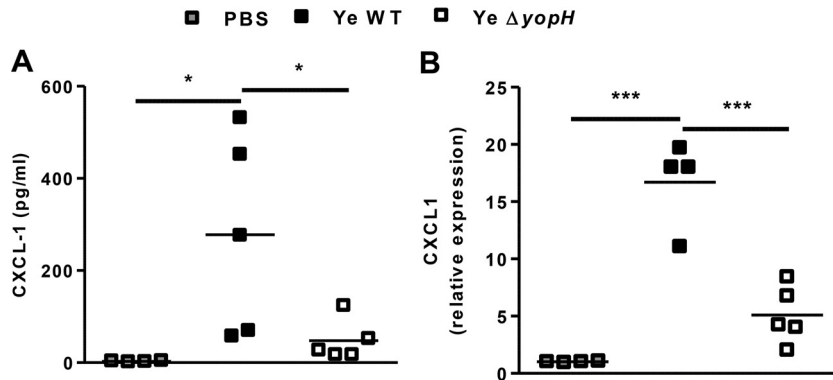 PBS Ye WT Ye ΔyopH
A
CXCL-1 (pg/ml)
600
400
200
0
*
*
B
CXCL1
(relative expression)
25
20
15
10
5
0
***
***